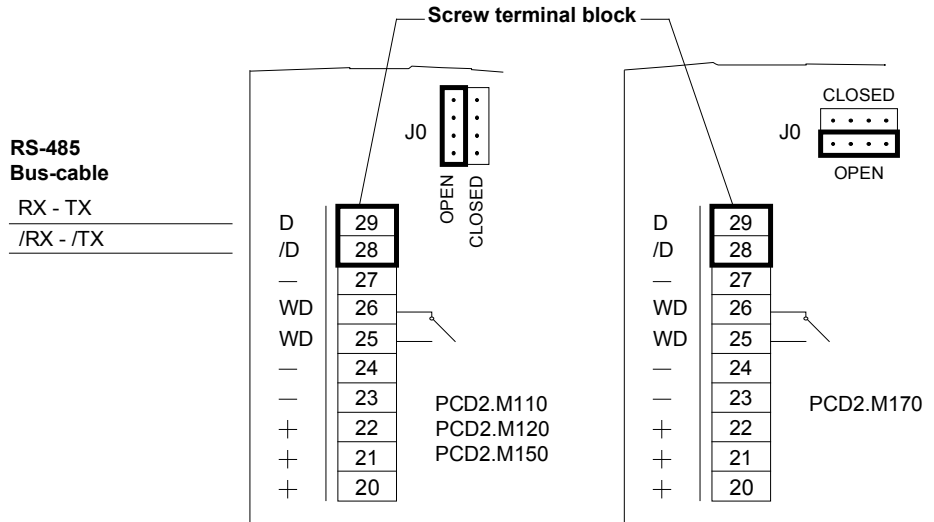 Screw terminal block
CLOSED
J0
J0
OPEN
OPEN
CLOSED
RS-485
Bus-cable
RX - TX
/RX - /TX
D 29
/D 28
— 27
WD 26
WD 25
— 24
— 23
+ 22
+ 21
+ 20
PCD2.M110
PCD2.M120
PCD2.M150
D 29
/D 28
— 27
WD 26
WD 25
— 24
— 23
+ 22
+ 21
+ 20
PCD2.M170